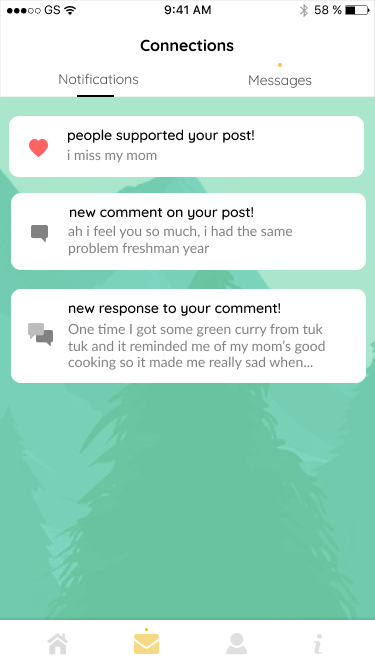 GS 9:41 AM 58 %
Connections
Notifications Messages
people supported your post!
i miss my mom
new comment on your post!
ah i feel you so much, i had the same
problem freshman year
new response to your comment!
One time I got some green curry from tuk
tuk and it reminded me of my mom's good
cooking so it made me really sad when...